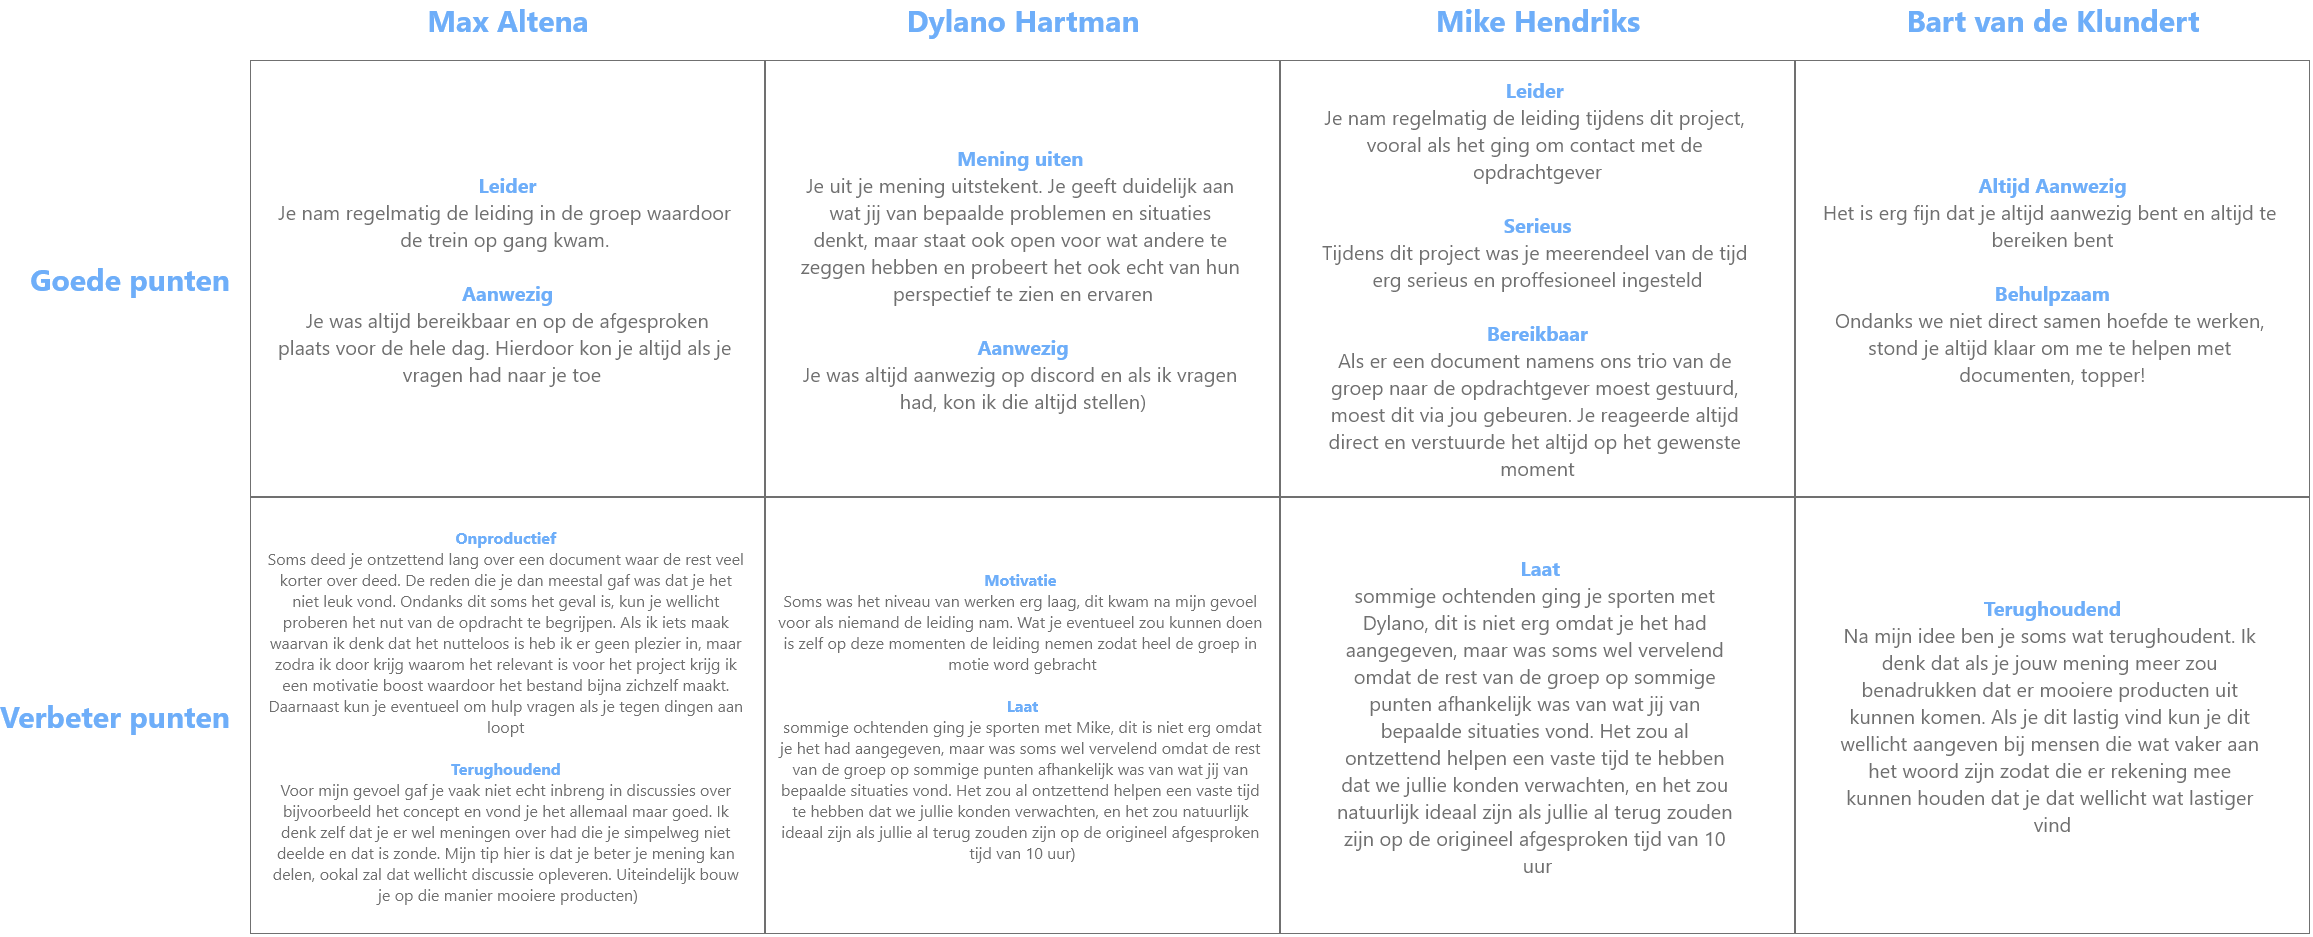 Max Altena
Dylano Hartman
Mike Hendriks
Bart van de Klundert
Goede punten
Leider
Je nam regelmatig de leiding in de groep waardoor
de trein op gang kwam.
Aanwezig
Je was altijd bereikbaar en op de afgesproken
plaats voor de hele dag. Hierdoor kon je altijd als je
vragen had naar je toe
Mening uiten
Je uit je mening uitstekent. Je geeft duidelijk aan
wat jij van bepaalde problemen en situaties
denkt, maar staat ook open voor wat andere te
zeggen hebben en probeert het ook echt van hun
perspectief te zien en ervaren
Aanwezig
Je was altijd aanwezig op discord en als ik vragen
had, kon ik die altijd stellen)
Leider
Je nam regelmatig de leiding tijdens dit project,
vooral als het ging om contact met de
opdrachtgever
Serieus
Tijdens dit project was je meerendeel van de tijd
erg serieus en proffesioneel ingesteld
Bereikbaar
Als er een document namens ons trio van de
groep naar de opdrachtgever moest gestuurd,
moest dit via jou gebeuren. Je reageerde altijd
direct en verstuurde het altijd op het gewenste
moment
Altijd Aanwezig
Het is erg fijn dat je altijd aanwezig bent en altijd te
bereiken bent
Behulpzaam
Ondanks we niet direct samen hoefde te werken,
stond je altijd klaar om me te helpen met
documenten, topper!
Verbeter punten
Onproductief
Soms deed je ontzettend lang over een document waar de rest veel
korter over deed. De reden die je dan meestal gaf was dat je het
niet leuk vond. Ondanks dit soms het geval is, kun je wellicht
proberen het nut van de opdracht te begrijpen. Als ik iets maak
waarvan ik denk dat het nutteloos is heb ik er geen plezier in, maar
zodra ik door krijg waarom het relevant is voor het project krijg ik
een motivatie boost waardoor het bestand bijna zichzelf maakt.
Daarnaast kun je eventueel om hulp vragen als je tegen dingen aan
loopt
Terughoudend
Voor mijn gevoel gaf je vaak niet echt inbreng in discussies over
bijvoorbeeld het concept en vond je het allemaal maar goed. Ik
denk zelf dat je er wel meningen over had die je simpelweg niet
deelde en dat is zonde. Mijn tip hier is dat je beter je mening kan
delen, ookal zal dat wellicht discussie opleveren. Uiteindelijk bouw
je op die manier mooiere producten)
Motivatie
Soms was het niveau van werken erg laag, dit kwam na mijn gevoel
voor als niemand de leiding nam. Wat je eventueel zou kunnen doen
is zelf op deze momenten de leiding nemen zodat heel de groep in
motie word gebracht
Laat
sommige ochtenden ging je sporten met Mike, dit is niet erg omdat
je het had aangegeven, maar was soms wel vervelend omdat de rest
van de groep op sommige punten afhankelijk was van wat jij van
bepaalde situaties vond. Het zou al ontzettend helpen een vaste tijd
te hebben dat we jullie konden verwachten, en het zou natuurlijk
ideaal zijn als jullie al terug zouden zijn op de origineel afgesproken
tijd van 10 uur)
Laat
sommige ochtenden ging je sporten met
Dylano, dit is niet erg omdat je het had
aangegeven, maar was soms wel vervelend
omdat de rest van de groep op sommige
punten afhankelijk was van wat jij van
bepaalde situaties vond. Het zou al
ontzettend helpen een vaste tijd te hebben
dat we jullie konden verwachten, en het zou
natuurlijk ideaal zijn als jullie al terug zouden
zijn op de origineel afgesproken tijd van 10
uur
Terughoudend
Na mijn idee ben je soms wat terughoudent. Ik
denk dat als je jouw mening meer zou
benadrukken dat er mooiere producten uit
kunnen komen. Als je dit lastig vind kun je dit
wellicht aangeven bij mensen die wat vaker aan
het woord zijn zodat die er rekening mee
kunnen houden dat je dat wellicht wat lastiger
vind